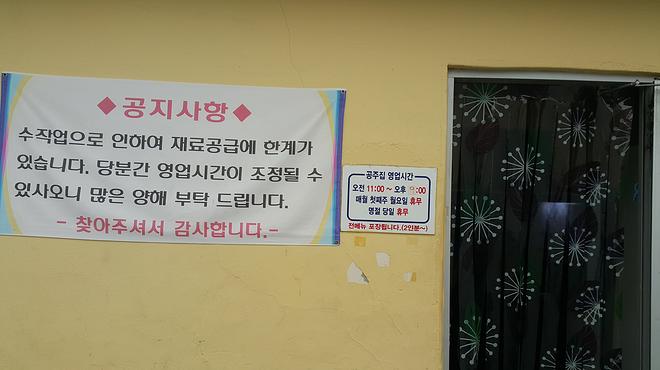 ◆공지사항◆
수작업으로 인하여 재료공급에 한계가
있습니다. 당분간 영업시간이 조정될 수
있사오니 많은 양해 부탁 드립니다.
- 찾아주셔서 감사합니다.-
공주집 영업시간
오전 11:00 ~ 오후 :00
매월 첫째주 월요일 휴무
명절 당일 휴무
전메뉴 포장됩니다.(2인분~)